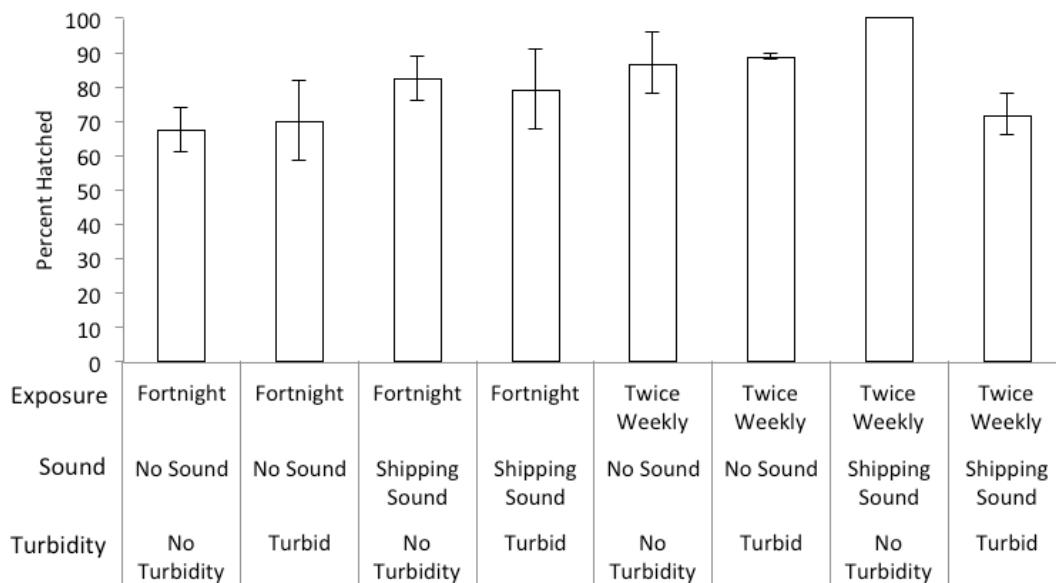 Percent Hatched
100
90
80
70
60
50
40
30
20
10
0
Exposure Fortnight Fortnight Fortnight Fortnight Twice Twice Twice Twice
Weekly Weekly Weekly Weekly
Sound No Sound No Sound Shipping Shipping No Sound No Sound Shipping Shipping
Sound Sound Sound Sound
Turbidity No Turbid No Turbid No Turbid No Turbid
Turbidity Turbidity Turbidity Turbidity